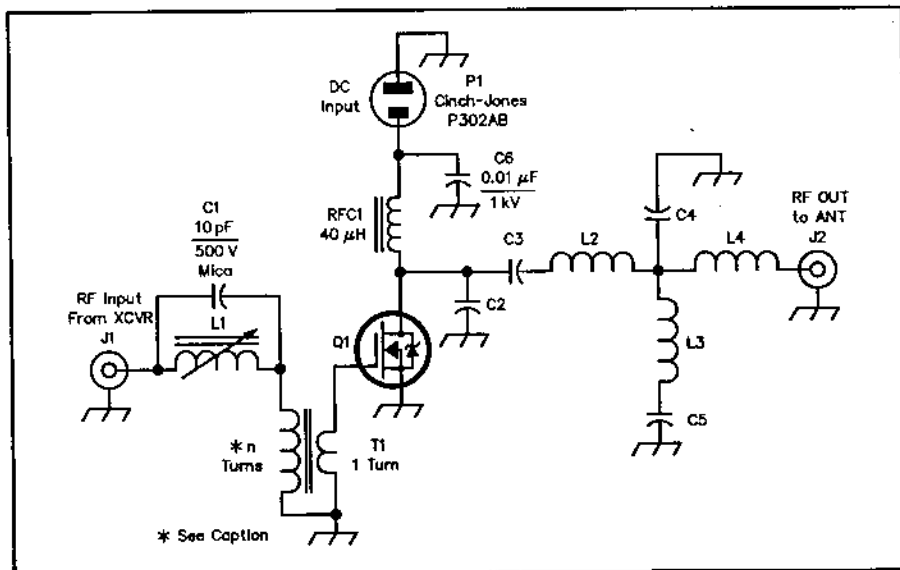 DC
Input
P1
Cinch-Jones
P302AB
C6
0.01 µF
1 kV
RFC1
40 µH
C1
10 pF
500 V
Mica
L1
RF Input
From XCVR
J1
C3
L2
C4
L4
RF OUT
to ANT
J2
C2
Q1
L3
C5
* n
Turns
T1
1 Turn
* See Caption